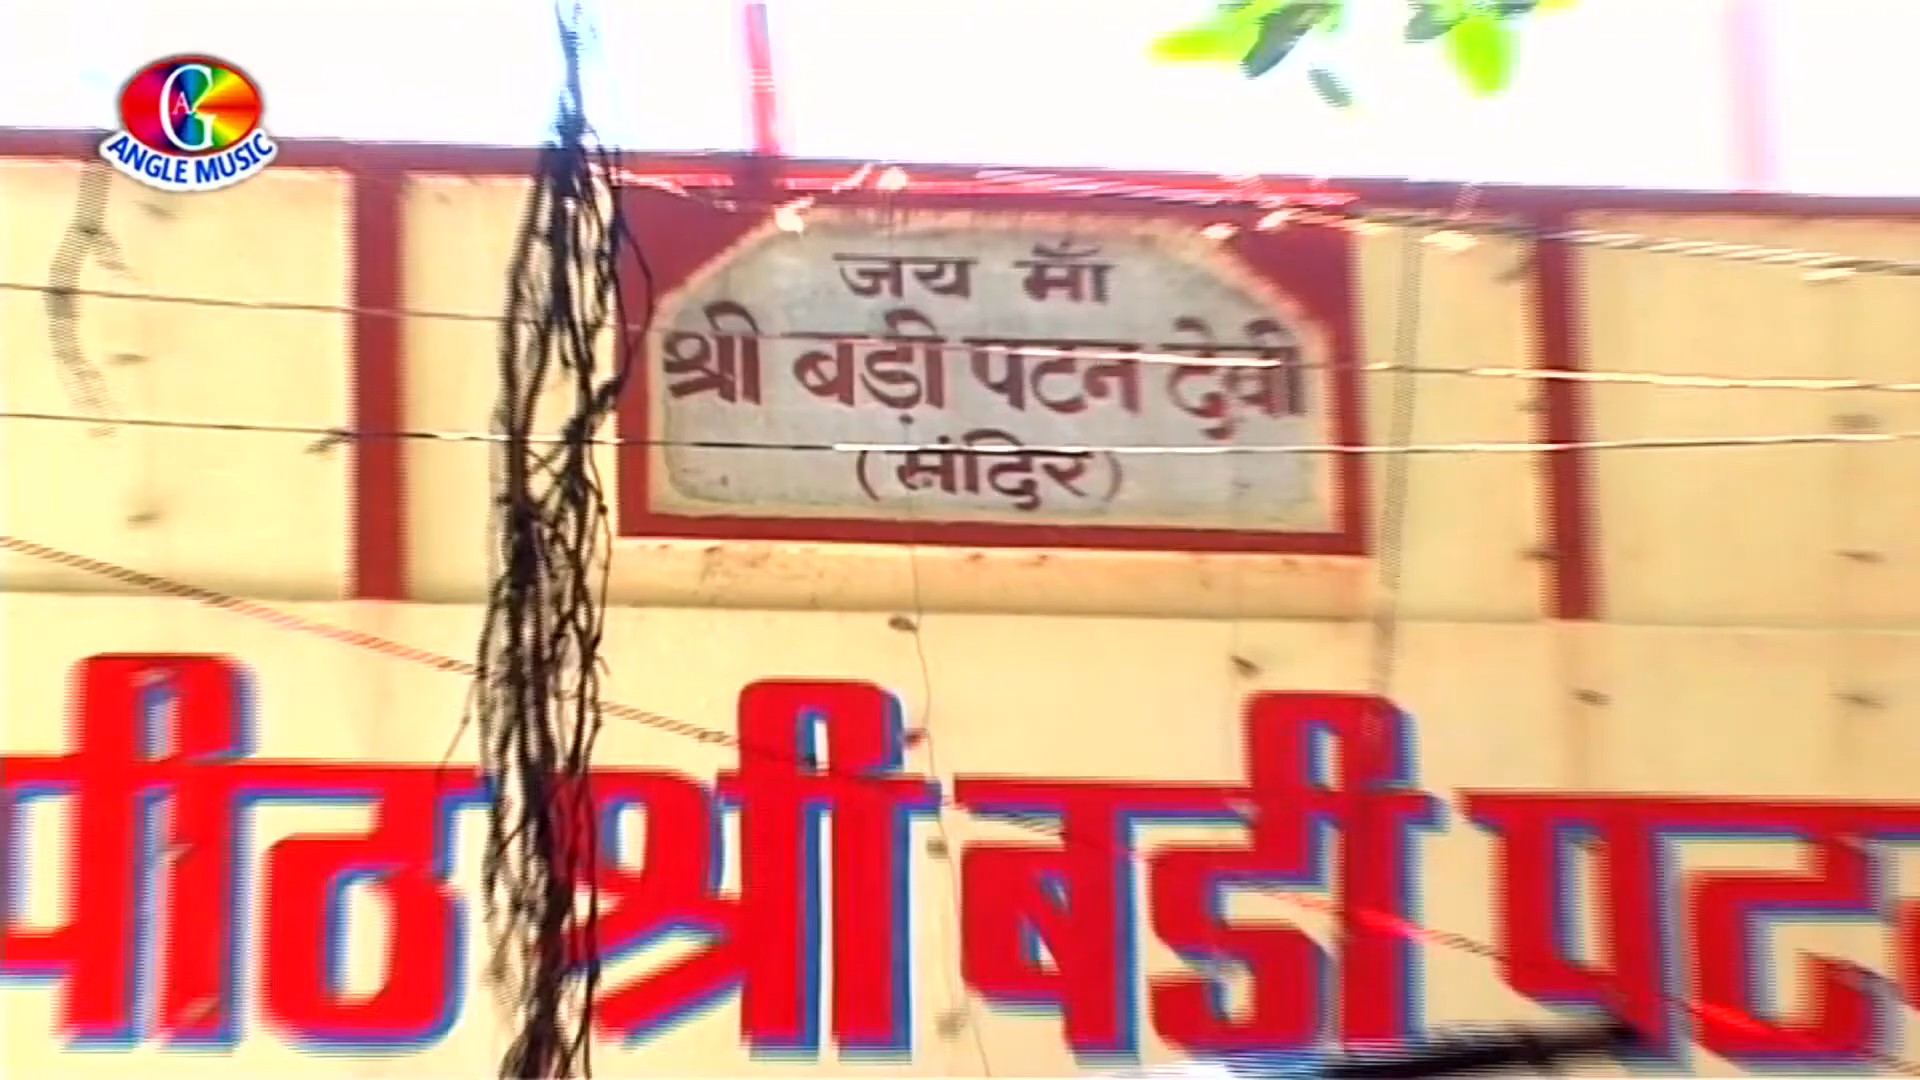 ANGLE MUSIC
जय माँ
श्री बड़ी पटन देवी
(मंदिर)
पीठ श्री बडी पट